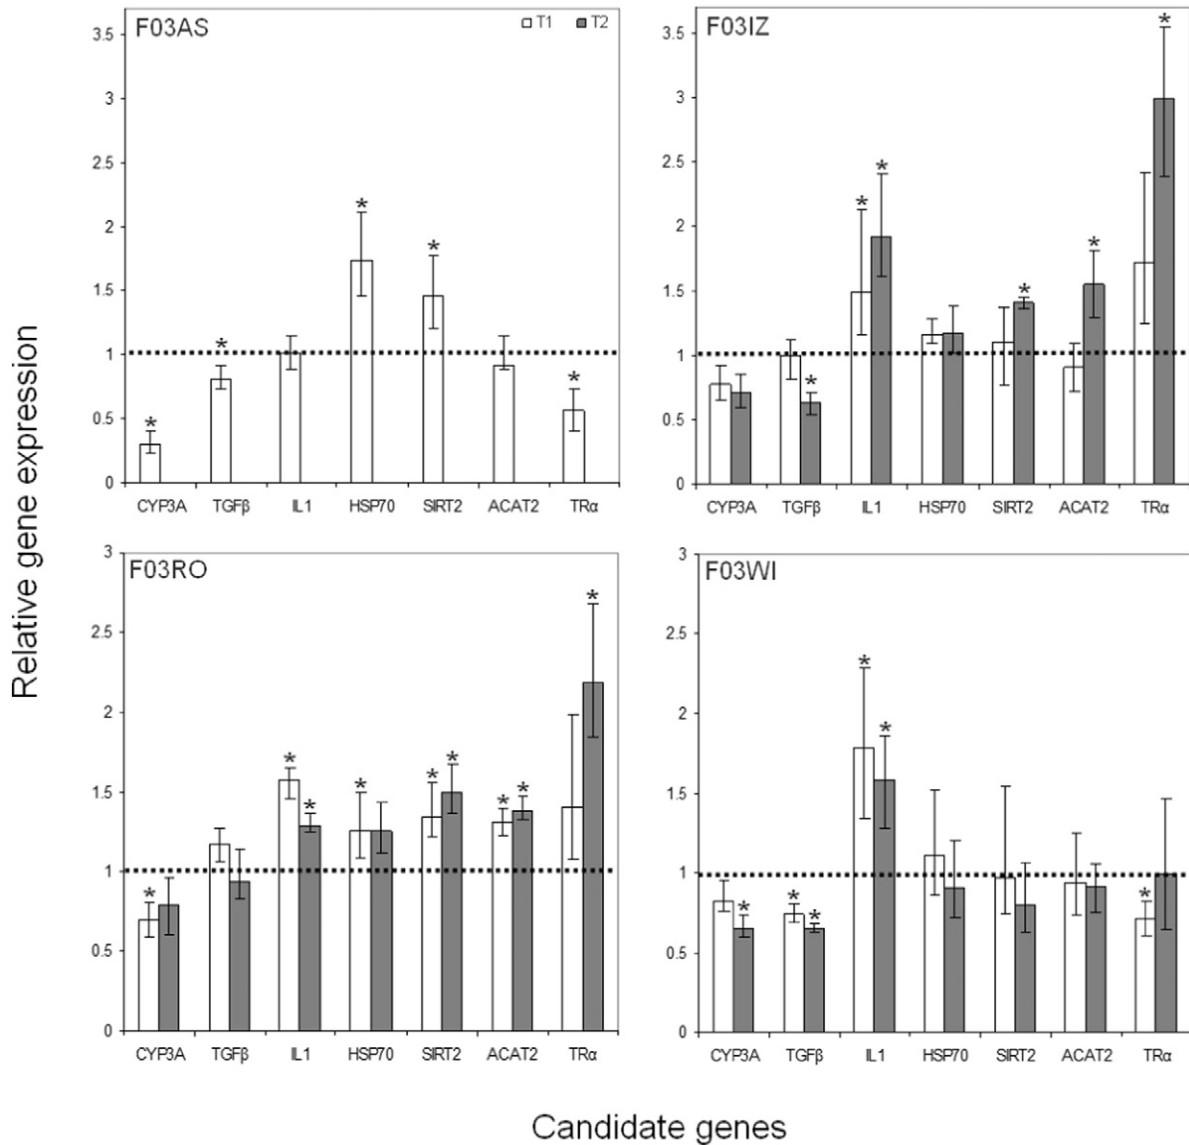 Relative gene expression
F03AS
T1 T2
3.5
3
2.5
2
1.5
1
0.5
0
* * * * *
CYP3A TGFβ IL1 HSP70 SIRT2 ACAT2 TRα
F03IZ
3.5
3
2.5
2
1.5
1
0.5
0
* * * * * *
CYP3A TGFβ IL1 HSP70 SIRT2 ACAT2 TRα
F03RO
3
2.5
2
1.5
1
0.5
0
* * * * * * * * *
CYP3A TGFβ IL1 HSP70 SIRT2 ACAT2 TRα
F03WI
3
2.5
2
1.5
1
0.5
0
* * * * * *
CYP3A TGFβ IL1 HSP70 SIRT2 ACAT2 TRα
Candidate genes